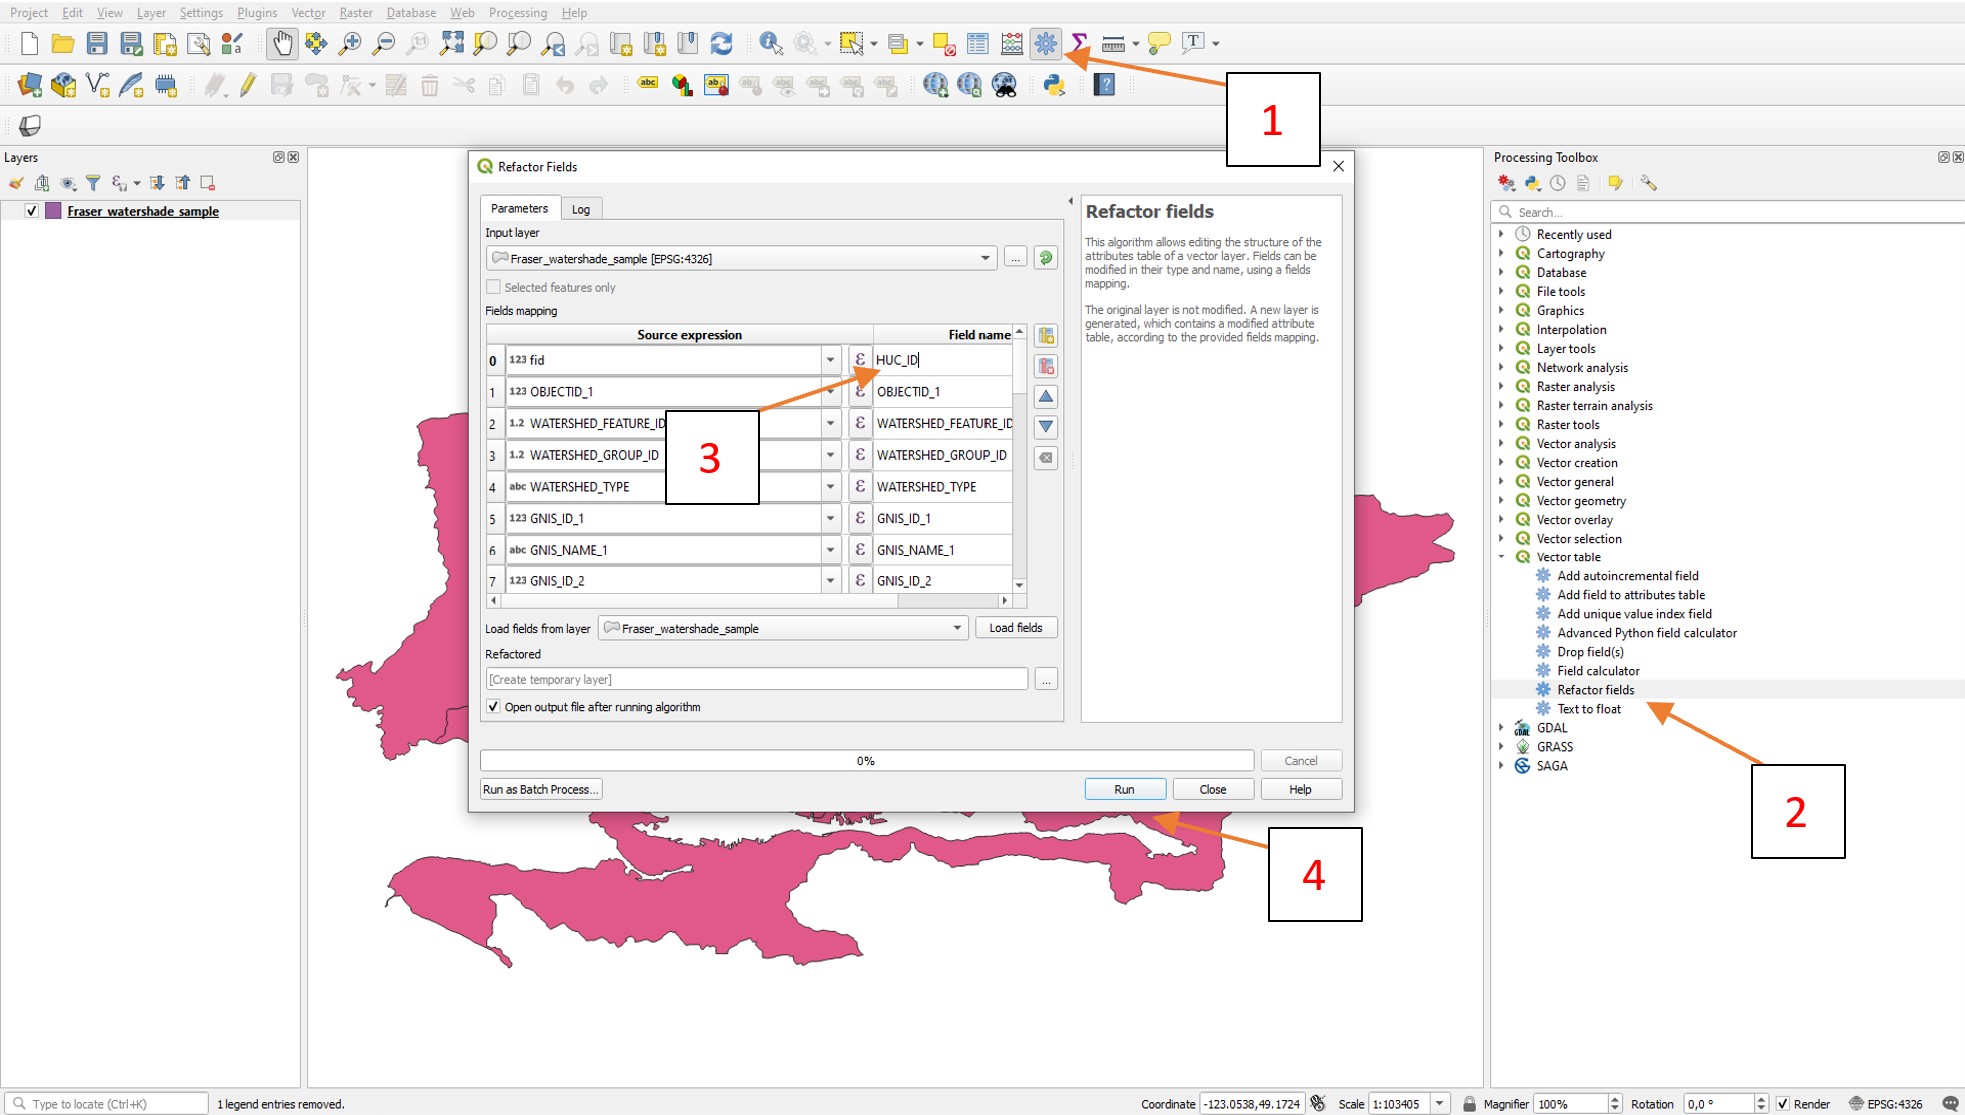 Project Edit View Layer Settings Plugins Vector Raster Database Web Processing Help
1
Layers
Fraser_watershade_sample
Refactor Fields
Parameters Log
Input layer
Fraser_watershade_sample [EPSG:4326]
...
Selected features only
Fields mapping
Source expression Field name
0 123 fid ε HUC_ID
1 123 OBJECTID_1 ε OBJECTID_1
2 1.2 WATERSHED_FEATURE_ID ε WATERSHED_FEATURE_ID
3 1.2 WATERSHED_GROUP_ID ε WATERSHED_GROUP_ID
4 abc WATERSHED_TYPE ε WATERSHED_TYPE
5 123 GNIS_ID_1 ε GNIS_ID_1
6 abc GNIS_NAME_1 ε GNIS_NAME_1
7 123 GNIS_ID_2 ε GNIS_ID_2
3
Load fields from layer Fraser_watershade_sample Load fields
Refactored
[Create temporary layer] ...
Open output file after running algorithm
0% Cancel
Run as Batch Process... Run Close Help
Refactor fields
This algorithm allows editing the structure of the
attributes table of a vector layer. Fields can be
modified in their type and name, using a fields
mapping.
The original layer is not modified. A new layer is
generated, which contains a modified attribute
table, according to the provided fields mapping.
4
Processing Toolbox
Search...
Recently used
Cartography
Database
File tools
Graphics
Interpolation
Layer tools
Network analysis
Raster analysis
Raster terrain analysis
Raster tools
Vector analysis
Vector creation
Vector general
Vector geometry
Vector overlay
Vector selection
Vector table
Add autoincremental field
Add field to attributes table
Add unique value index field
Advanced Python field calculator
Drop field(s)
Field calculator
Refactor fields
Text to float
GDAL
GRASS
SAGA
2
Type to locate (Ctrl+K) 1 legend entries removed. Coordinate -123.0538,49.1724 Scale 1:103405 Magnifier 100% Rotation 0,0 ° Render EPSG:4326